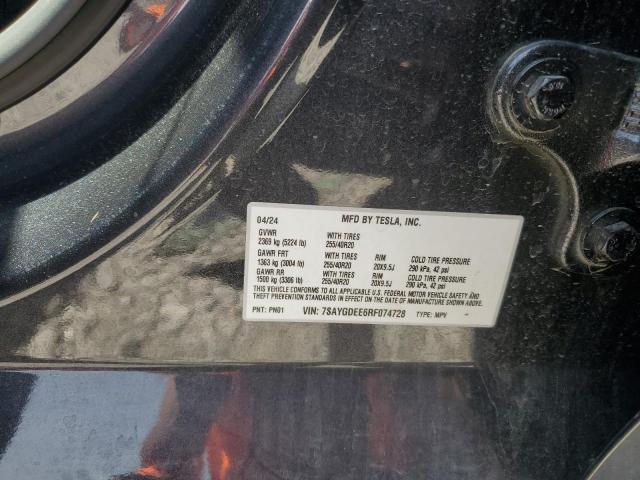 04/24 MFD BY TESLA, INC.
GVWR WITH TIRES
2369 kg (5224 lb) 255/40R20
GAWR FRT WITH TIRES RIM COLD TIRE PRESSURE
1363 kg (3004 lb) 255/40R20 20X9.5J 290 kPa, 42 psi
GAWR RR WITH TIRES RIM COLD TIRE PRESSURE
1500 kg (3306 lb) 255/40R20 20X9.5J 290 kPa, 42 psi
THIS VEHICLE CONFORMS TO ALL APPLICABLE U.S. FEDERAL MOTOR VEHICLE SAFETY AND
THEFT PREVENTION STANDARDS IN EFFECT ON THE DATE OF MANUFACTURE SHOWN ABOVE.
PNT: PN01 VIN: 7SAYGDEE6RF074728 TYPE: MPV -